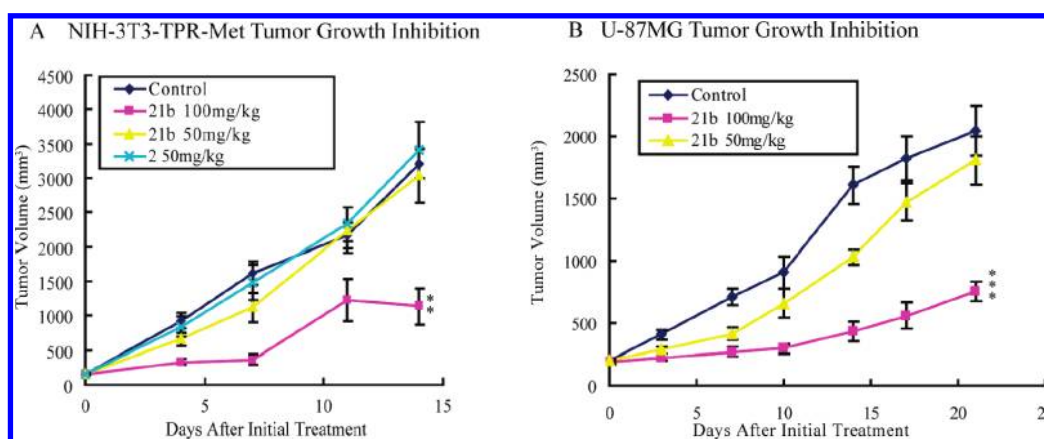 A NIH-3T3-TPR-Met Tumor Growth Inhibition
4500
4000
3500
3000
2500
2000
1500
1000
500
0
Tumor Volume (mm³)
Control
21b 100mg/kg
21b 50mg/kg
2 50mg/kg
**
0 5 10 15
Days After Initial Treatment
B U-87MG Tumor Growth Inhibition
2500
2000
1500
1000
500
0
Tumor Volume (mm³)
Control
21b 100mg/kg
21b 50mg/kg
***
0 5 10 15 20 2
Days After Initial Treatment